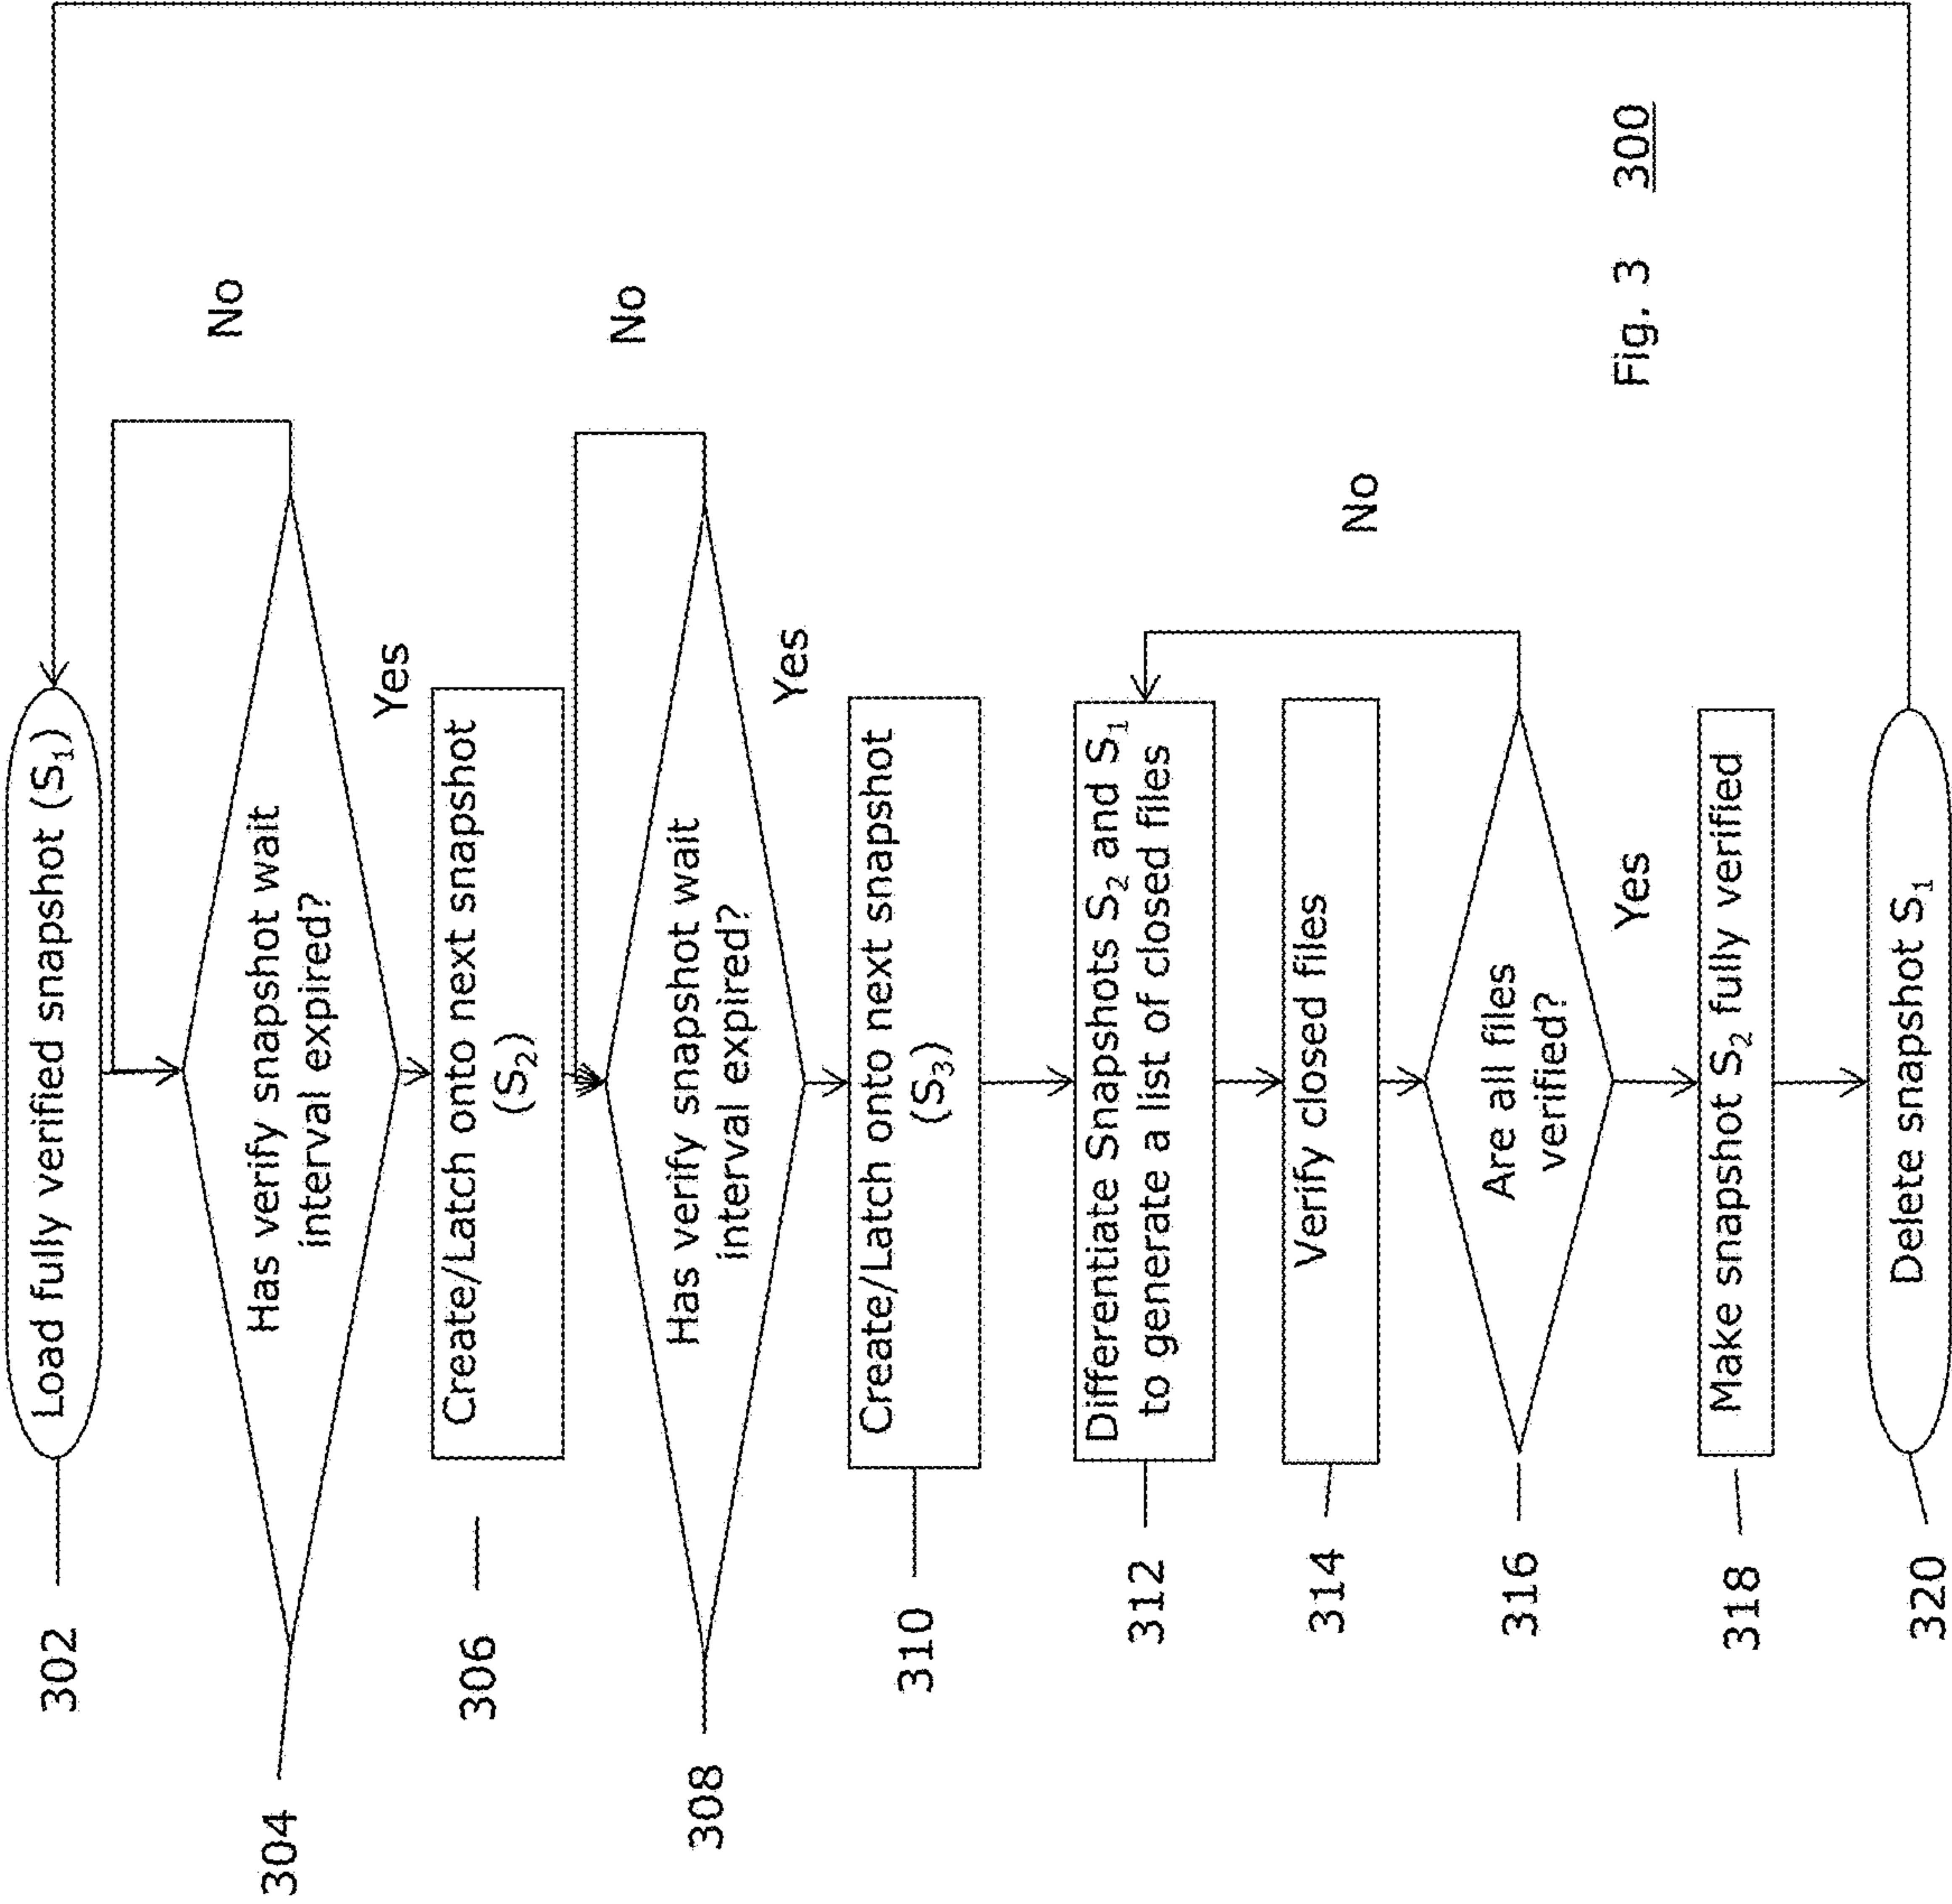 302
Load fully verified snapshot (S₁)
304
Has verify snapshot wait
interval expired?
No
Yes
306
Create/Latch onto next snapshot
(S₂)
308
Has verify snapshot wait
interval expired?
No
Yes
310
Create/Latch onto next snapshot
(S₃)
312
Differentiate Snapshots S₂ and S₁
to generate a list of closed files
314
Verify closed files
316
Are all files
verified?
No
Yes
318
Make snapshot S₂ fully verified
320
Delete snapshot S₁
Fig. 3 300